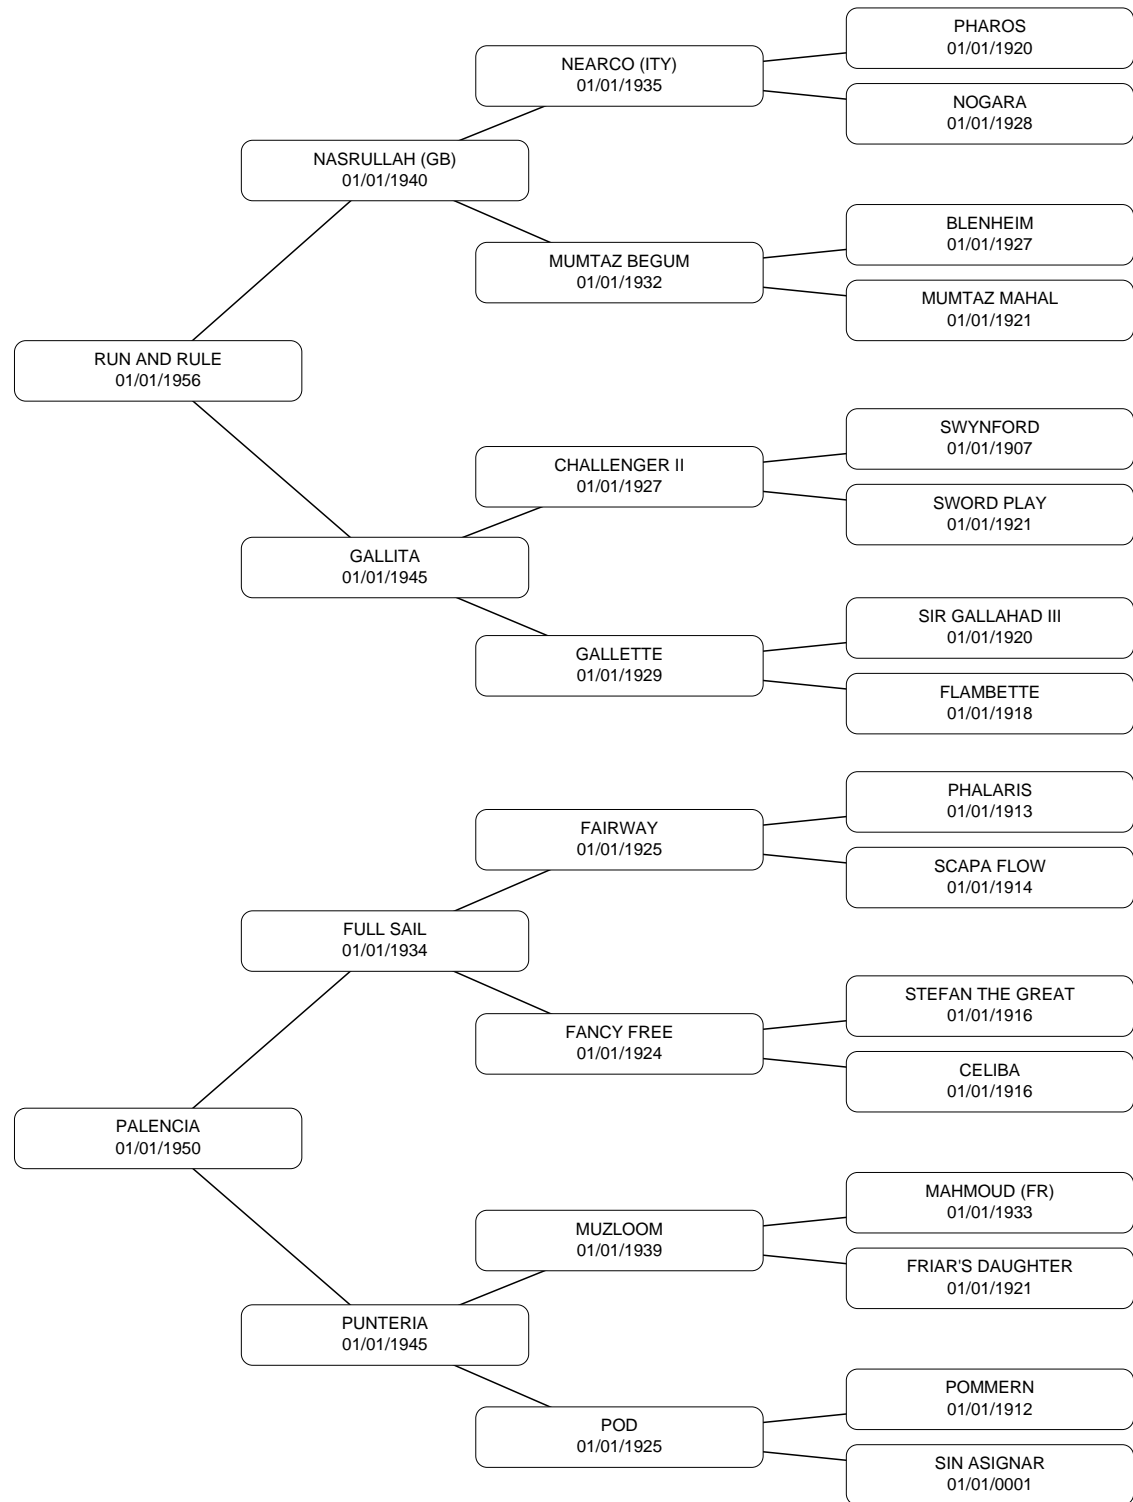 PHAROS
01/01/1920
NEARCO (ITY)
01/01/1935
NOGARA
01/01/1928
NASRULLAH (GB)
01/01/1940
BLENHEIM
01/01/1927
MUMTAZ BEGUM
01/01/1932
MUMTAZ MAHAL
01/01/1921
RUN AND RULE
01/01/1956
SWYNFORD
01/01/1907
CHALLENGER II
01/01/1927
SWORD PLAY
01/01/1921
GALLITA
01/01/1945
SIR GALLAHAD III
01/01/1920
GALLETTE
01/01/1929
FLAMBETTE
01/01/1918
PHALARIS
01/01/1913
FAIRWAY
01/01/1925
SCAPA FLOW
01/01/1914
FULL SAIL
01/01/1934
STEFAN THE GREAT
01/01/1916
FANCY FREE
01/01/1924
CELIBA
01/01/1916
PALENCIA
01/01/1950
MAHMOUD (FR)
01/01/1933
MUZLOOM
01/01/1939
FRIAR'S DAUGHTER
01/01/1921
PUNTERIA
01/01/1945
POMMERN
01/01/1912
POD
01/01/1925
SIN ASIGNAR
01/01/0001